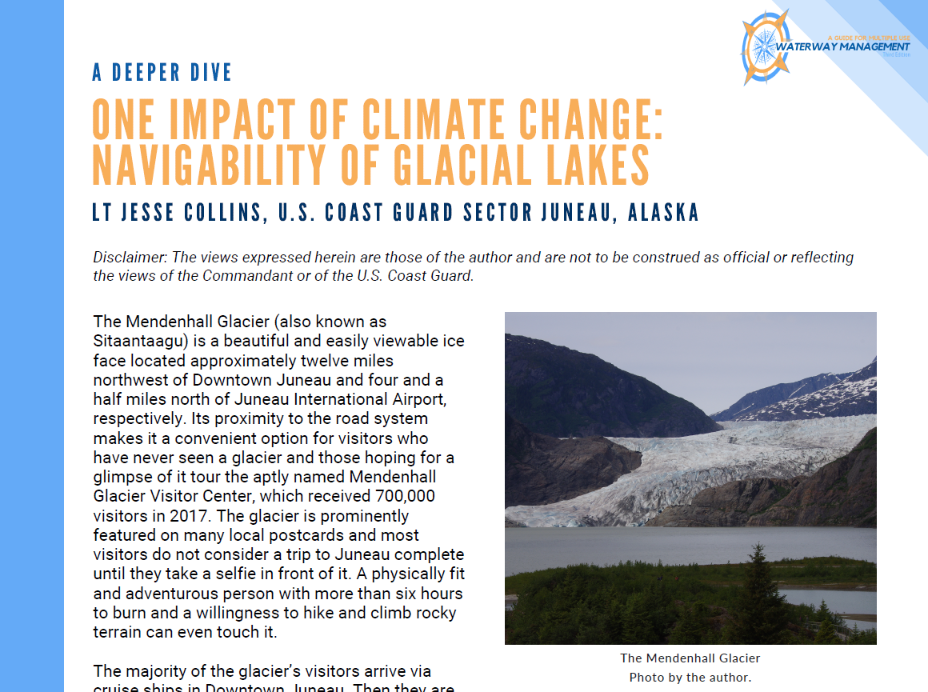 A GUIDE FOR MULTIPLE USE
WATERWAY MANAGEMENT
A DEEPER DIVE
ONE IMPACT OF CLIMATE CHANGE:
NAVIGABILITY OF GLACIAL LAKES
LT JESSE COLLINS, U.S. COAST GUARD SECTOR JUNEAU, ALASKA
Disclaimer: The views expressed herein are those of the author and are not to be construed as official or reflecting
the views of the Commandant or of the U.S. Coast Guard.
The Mendenhall Glacier (also known as
Sitaantaagu) is a beautiful and easily viewable ice
face located approximately twelve miles
northwest of Downtown Juneau and four and a
half miles north of Juneau International Airport,
respectively. Its proximity to the road system
makes it a convenient option for visitors who
have never seen a glacier and those hoping for a
glimpse of it tour the aptly named Mendenhall
Glacier Visitor Center, which received 700,000
visitors in 2017. The glacier is prominently
featured on many local postcards and most
visitors do not consider a trip to Juneau complete
until they take a selfie in front of it. A physically fit
and adventurous person with more than six hours
to burn and a willingness to hike and climb rocky
terrain can even touch it.
The majority of the glacier's visitors arrive via
cruise ships in Downtown Juneau. Then they are
The Mendenhall Glacier
Photo by the author.